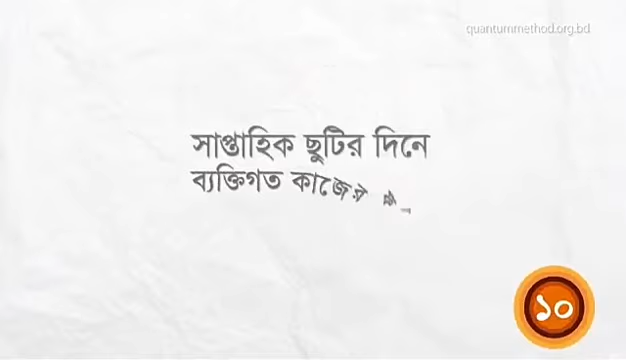 quantummethod.org.bd
সাপ্তাহিক ছুটির দিনে
ব্যক্তিগত কাজের
১০